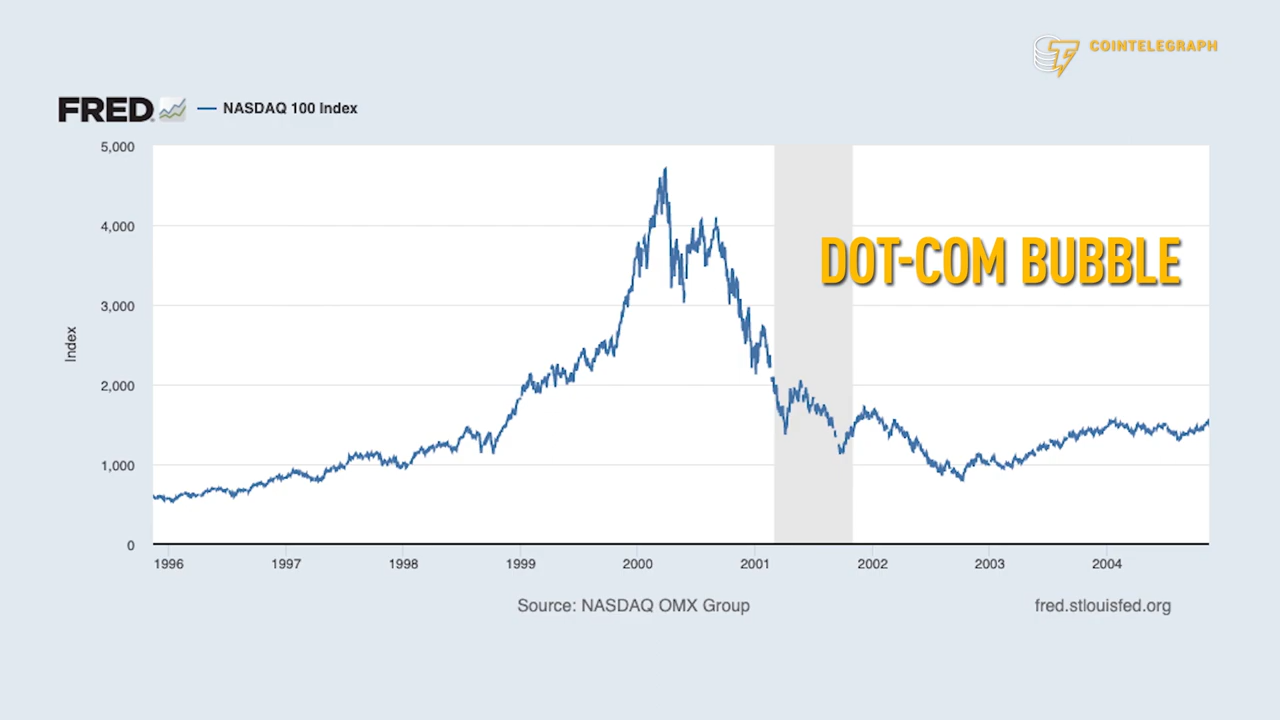 COINTELEGRAPH
FRED
NASDAQ 100 Index
5,000
4,000
DOT-COM BUBBLE
3,000
Index
2,000
1,000
0
1996 1997 1998 1999 2000 2001 2002 2003 2004
Source: NASDAQ OMX Group
fred.stlouisfed.org